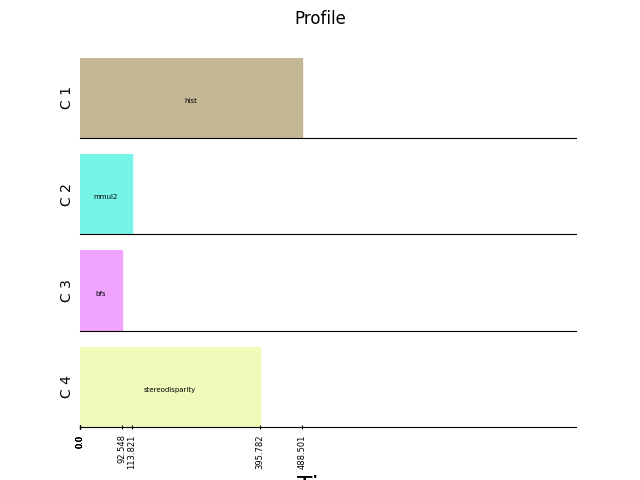 Profile
C 1
hist
C 2
mmul2
C 3
bfs
C 4
stereodisparity
0.0
92.548
113.821
395.782
488.501